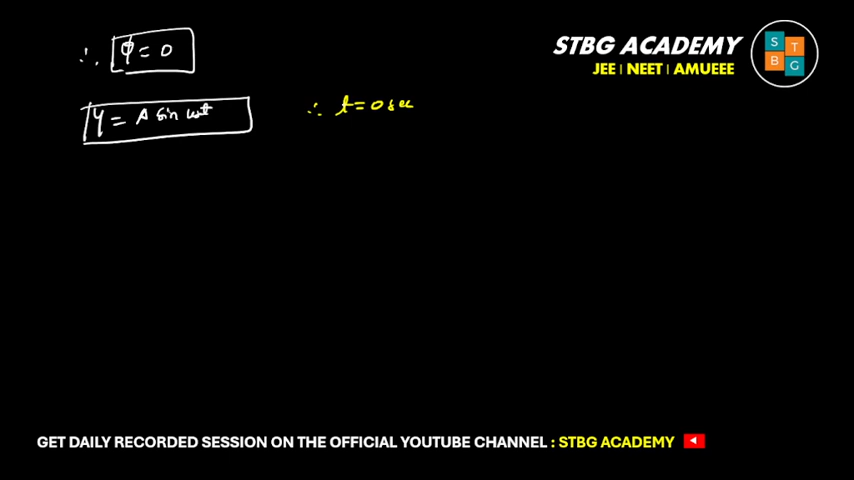 ∴ φ = 0
STBG ACADEMY
JEE | NEET | AMUEEE
S T
B G
y = A sin ωt ∴ t = 0 sec
GET DAILY RECORDED SESSION ON THE OFFICIAL YOUTUBE CHANNEL : STBG ACADEMY